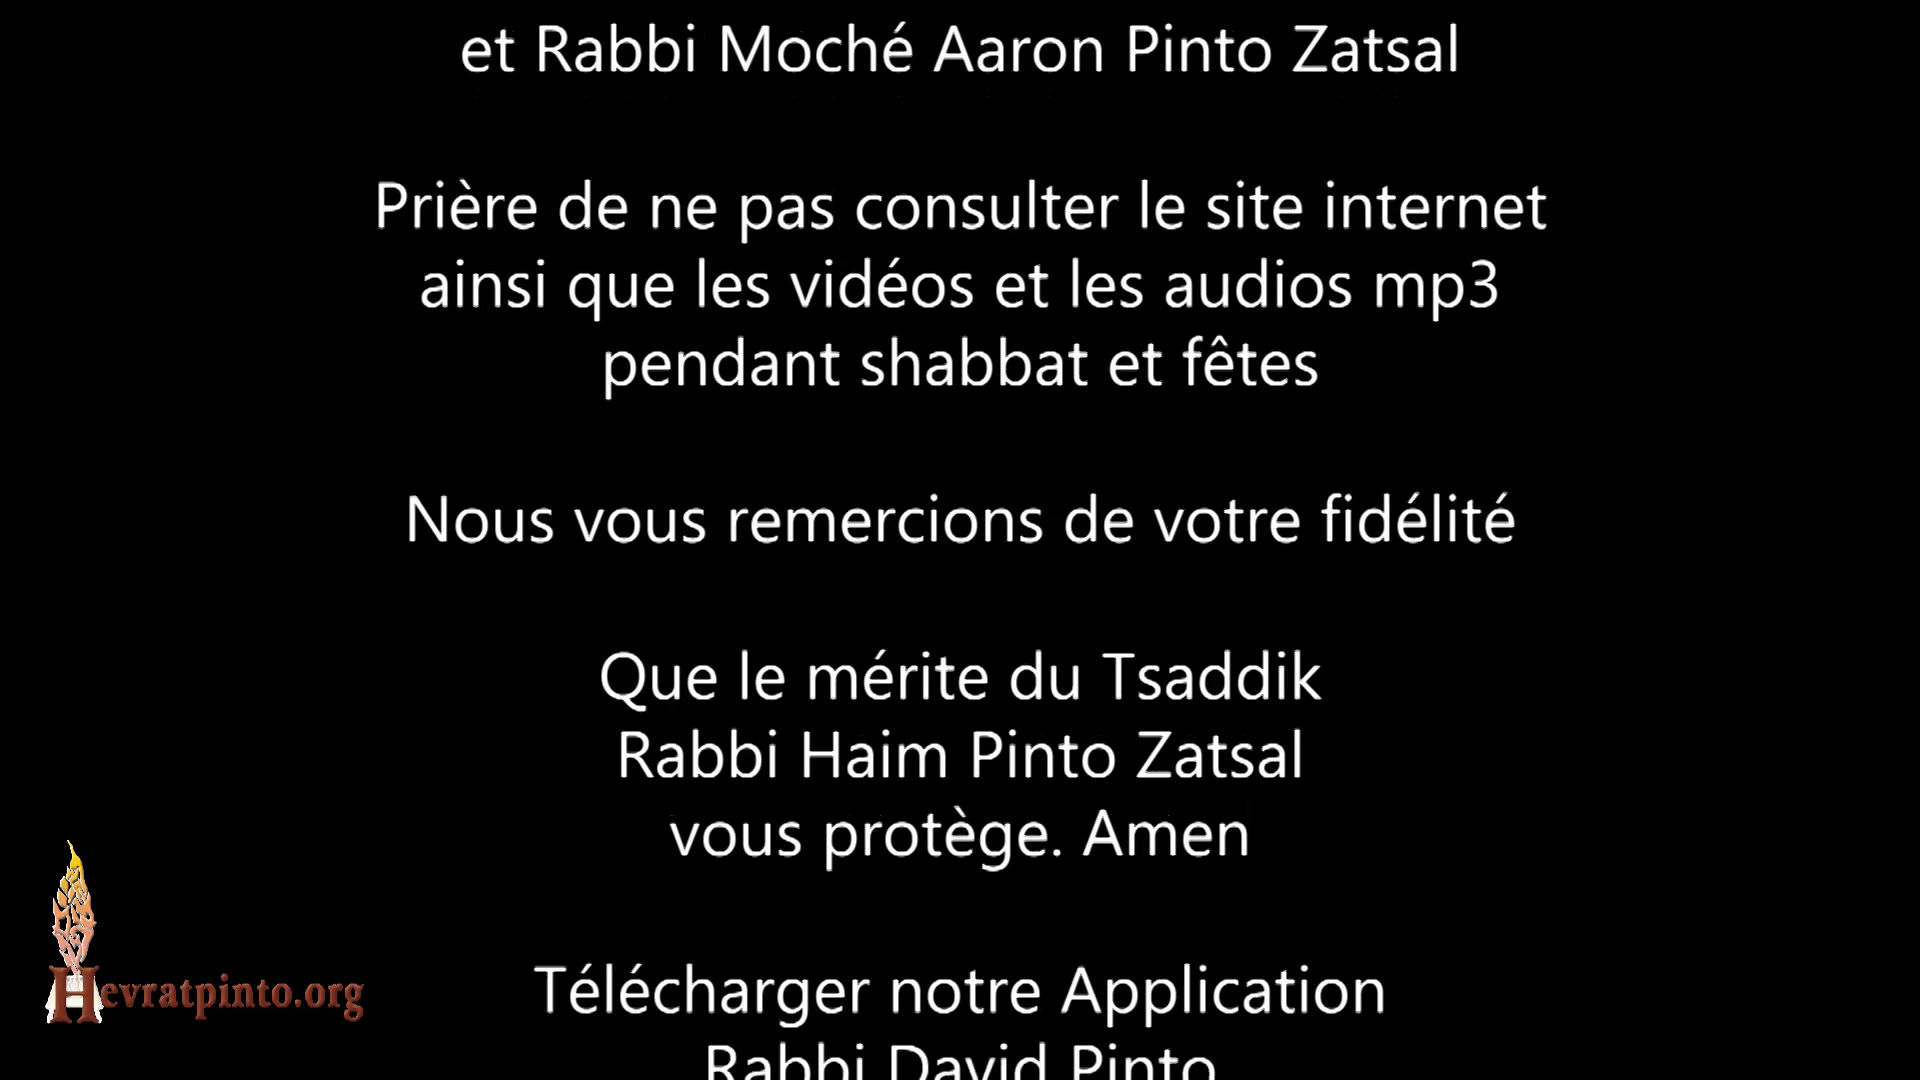 et Rabbi Moché Aaron Pinto Zatsal
Prière de ne pas consulter le site internet
ainsi que les vidéos et les audios mp3
pendant shabbat et fêtes
Nous vous remercions de votre fidélité
Que le mérite du Tsaddik
Rabbi Haim Pinto Zatsal
vous protège. Amen
Hevratpinto.org
Télécharger notre Application
Rabbi David Pinto